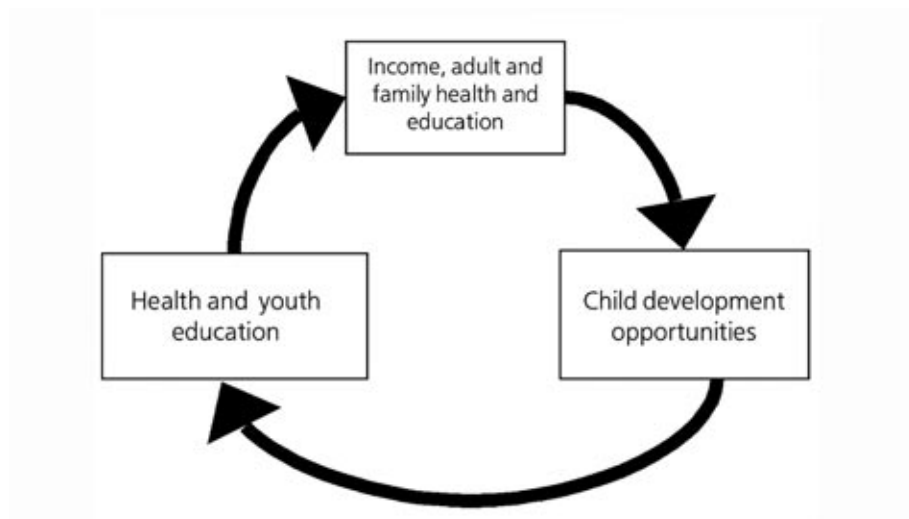 Income, adult and
family health and
education
Health and youth
education
Child development
opportunities